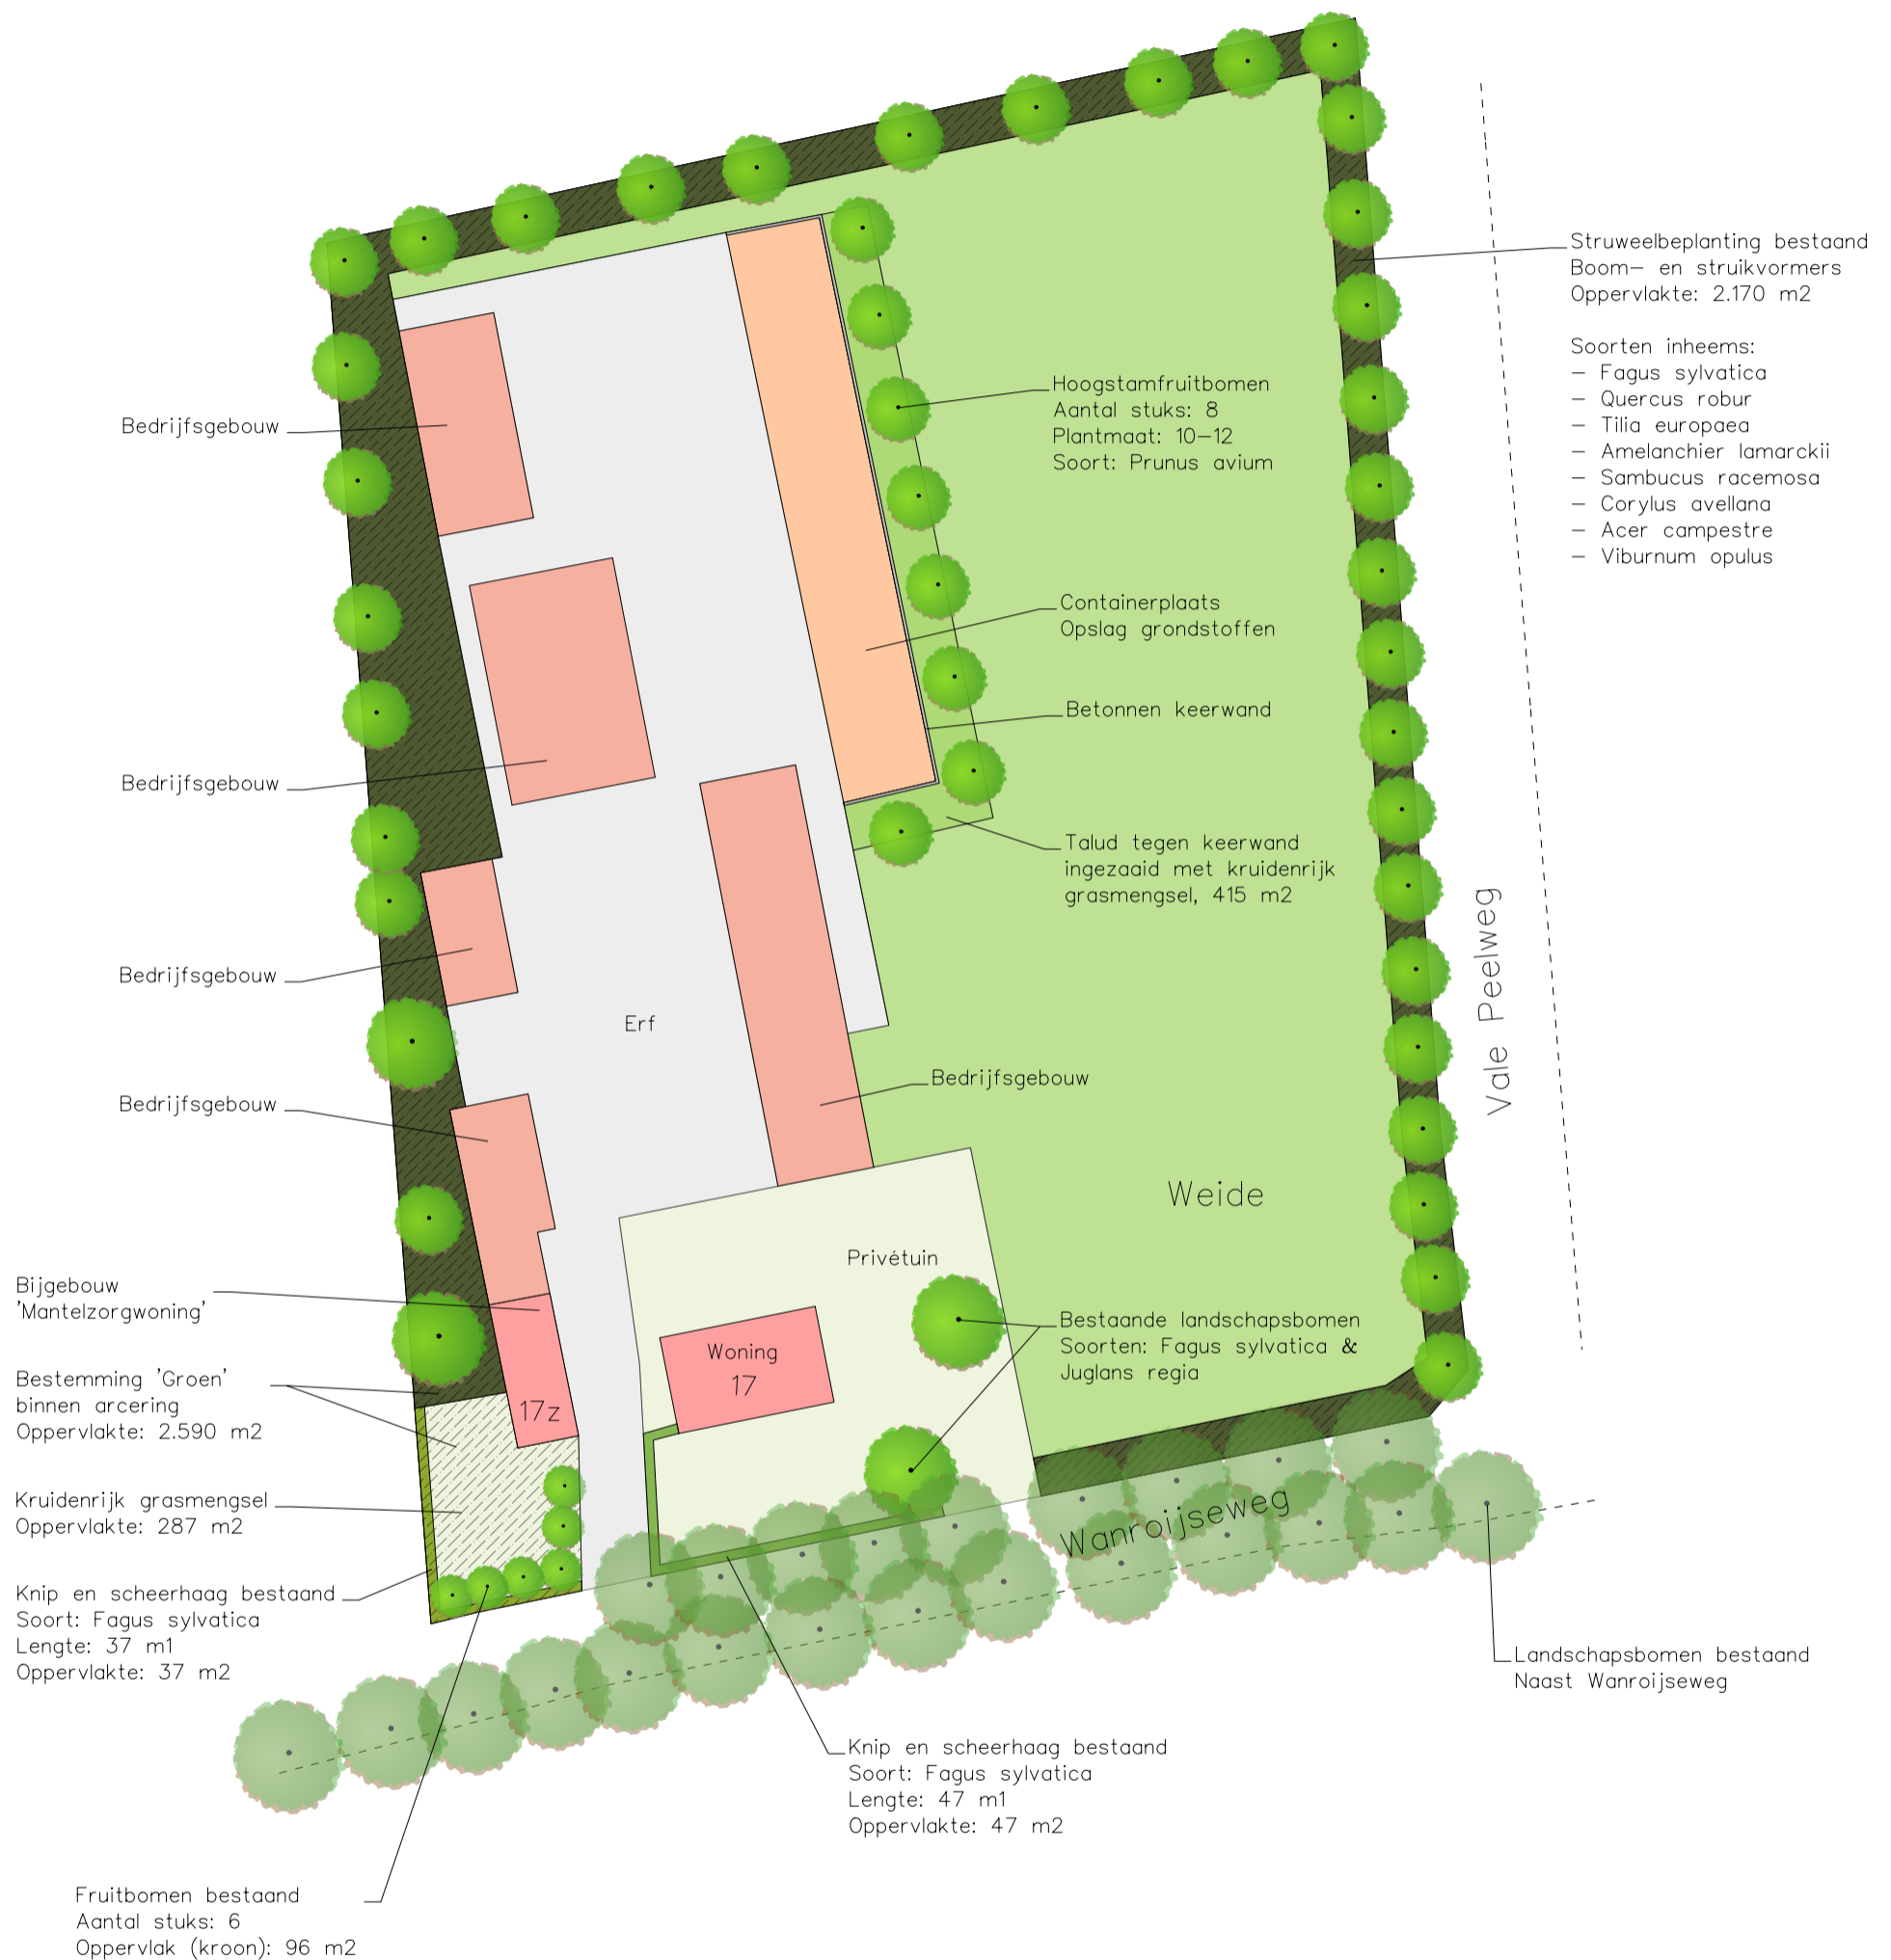 Struweelbeplanting bestaand
Boom- en struikvormers
Oppervlakte: 2.170 m2
Soorten inheems:
- Fagus sylvatica
- Quercus robur
- Tilia europaea
- Amelanchier lamarckii
- Sambucus racemosa
- Corylus avellana
- Acer campestre
- Viburnum opulus
Hoogstamfruitbomen
Aantal stuks: 8
Plantmaat: 10-12
Soort: Prunus avium
Bedrijfsgebouw
Containerplaats
Opslag grondstoffen
Betonnen keerwand
Bedrijfsgebouw
Talud tegen keerwand
ingezaaid met kruidenrijk
grasmengsel, 415 m2
Vale Peelweg
Bedrijfsgebouw
Erf
Bedrijfsgebouw
Bedrijfsgebouw
Weide
Privétuin
Bijgebouw
'Mantelzorgwoning'
Bestaande landschapsbomen
Soorten: Fagus sylvatica &
Juglans regia
Woning
17
Bestemming 'Groen'
binnen arcering
Oppervlakte: 2.590 m2
17z
Kruidenrijk grasmengsel
Oppervlakte: 287 m2
Wanroijseweg
Knip en scheerhaag bestaand
Soort: Fagus sylvatica
Lengte: 37 m1
Oppervlakte: 37 m2
Landschapsbomen bestaand
Naast Wanroijseweg
Knip en scheerhaag bestaand
Soort: Fagus sylvatica
Lengte: 47 m1
Oppervlakte: 47 m2
Fruitbomen bestaand
Aantal stuks: 6
Oppervlak (kroon): 96 m2